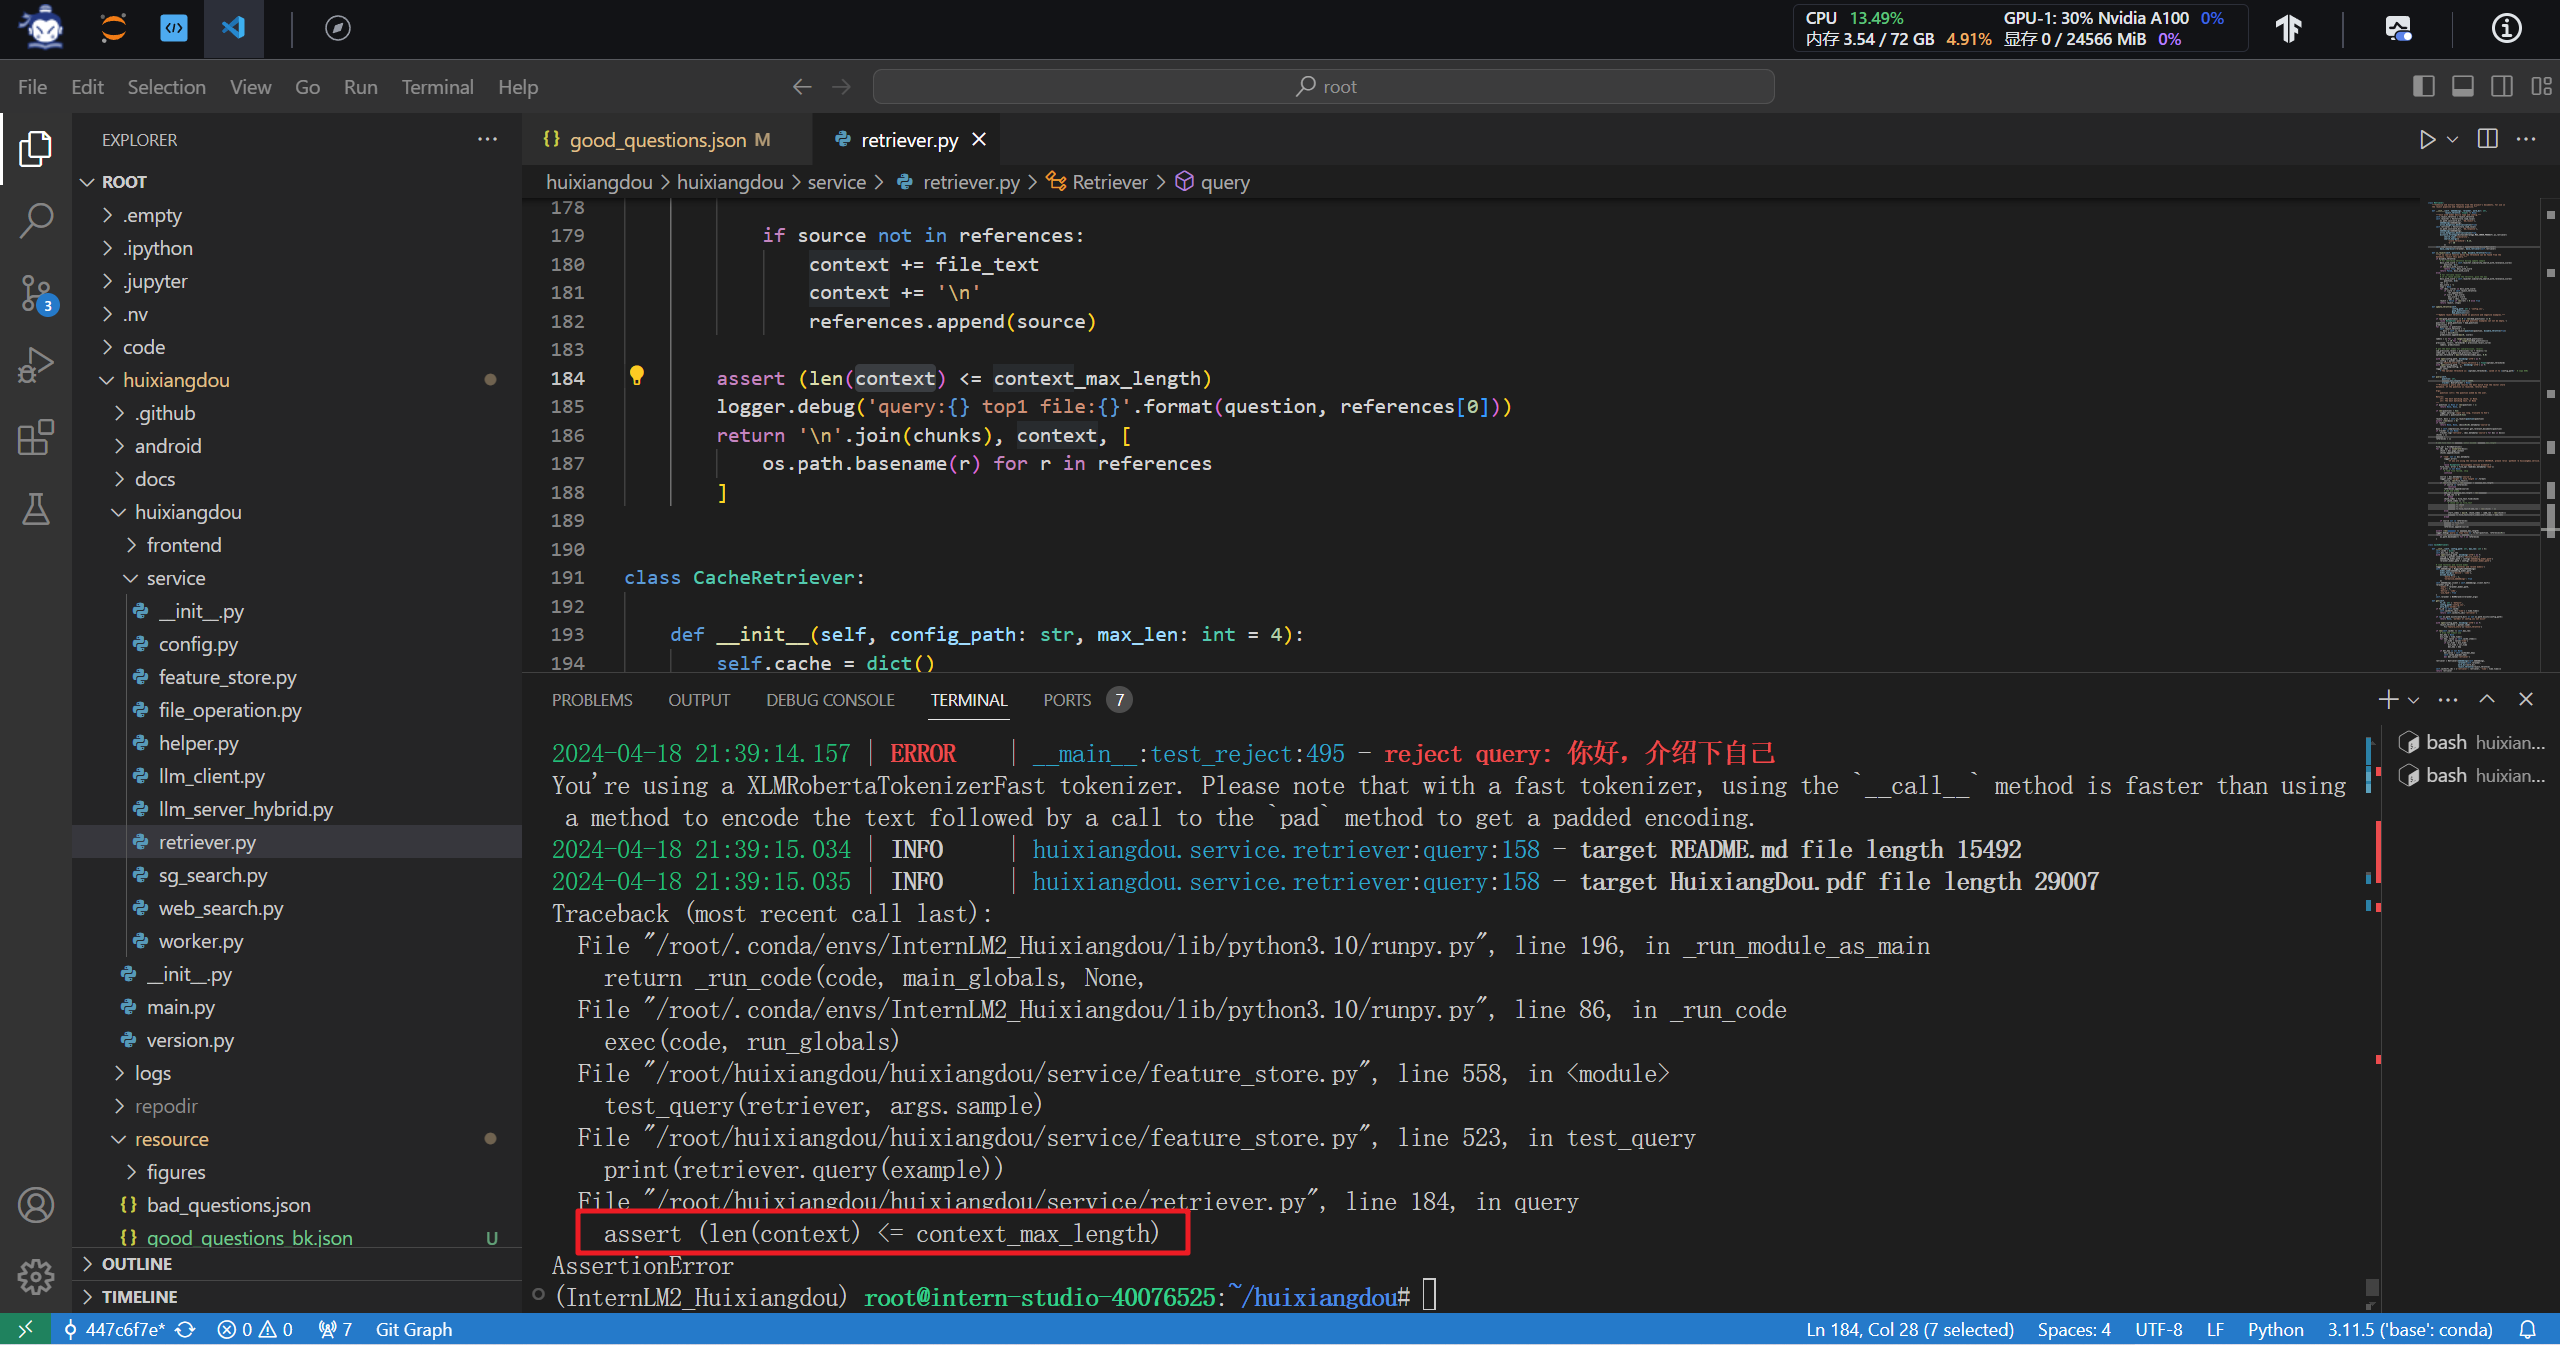 CPU 13.49% GPU-1: 30% Nvidia A100 0%
内存 3.54 / 72 GB 4.91% 显存 0 / 24566 MiB 0%
File Edit Selection View Go Run Terminal Help
root
EXPLORER
{} good_questions.json M
retriever.py
huixiangdou > huixiangdou > service > retriever.py > Retriever > query
ROOT
.empty
.ipython
.jupyter
.nv
code
huixiangdou
.github
android
docs
huixiangdou
frontend
service
__init__.py
config.py
feature_store.py
file_operation.py
helper.py
llm_client.py
llm_server_hybrid.py
retriever.py
sg_search.py
web_search.py
worker.py
__init__.py
main.py
version.py
logs
repodir
resource
figures
{} bad_questions.json
{} good_questions_bk.json U
OUTLINE
TIMELINE
3
178
179 if source not in references:
180 context += file_text
181 context += '\n'
182 references.append(source)
183
184 assert (len(context) <= context_max_length)
185 logger.debug('query:{} top1 file:{}'.format(question, references[0]))
186 return '\n'.join(chunks), context, [
187 os.path.basename(r) for r in references
188 ]
189
190
191 class CacheRetriever:
192
193 def __init__(self, config_path: str, max_len: int = 4):
194 self.cache = dict()
PROBLEMS OUTPUT DEBUG CONSOLE TERMINAL PORTS 7
bash huixian...
bash huixian...
2024-04-18 21:39:14.157 | ERROR | __main__:test_reject:495 - reject query: 你好，介绍下自己
You're using a XLMRobertaTokenizerFast tokenizer. Please note that with a fast tokenizer, using the `__call__` method is faster than using
a method to encode the text followed by a call to the `pad` method to get a padded encoding.
2024-04-18 21:39:15.034 | INFO | huixiangdou.service.retriever:query:158 - target README.md file length 15492
2024-04-18 21:39:15.035 | INFO | huixiangdou.service.retriever:query:158 - target HuixiangDou.pdf file length 29007
Traceback (most recent call last):
File "/root/.conda/envs/InternLM2_Huixiangdou/lib/python3.10/runpy.py", line 196, in _run_module_as_main
return _run_code(code, main_globals, None,
File "/root/.conda/envs/InternLM2_Huixiangdou/lib/python3.10/runpy.py", line 86, in _run_code
exec(code, run_globals)
File "/root/huixiangdou/huixiangdou/service/feature_store.py", line 558, in <module>
test_query(retriever, args.sample)
File "/root/huixiangdou/huixiangdou/service/feature_store.py", line 523, in test_query
print(retriever.query(example))
File "/root/huixiangdou/huixiangdou/service/retriever.py", line 184, in query
assert (len(context) <= context_max_length)
AssertionError
(InternLM2_Huixiangdou) root@intern-studio-40076525:~/huixiangdou#
447c6f7e* 0 0 7 Git Graph
Ln 184, Col 28 (7 selected) Spaces: 4 UTF-8 LF Python 3.11.5 ('base': conda)